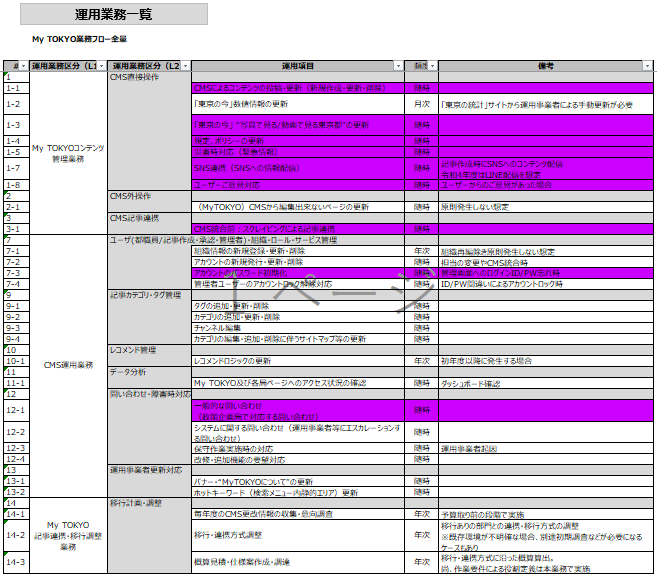 運用業務一覧
My TOKYO業務フロー全量
# 運用業務区分（L1 運用業務区分（L2 運用項目 頻度 備考
1 CMS直接操作
1-1 CMSによるコンテンツの投稿・更新（新規作成・更新・削除） 随時
1-2 「東京の今」数値情報の更新 月次 「東京の統計」サイトから運用事業者による手動更新が必要
1-3 「東京の今」“写真で見る/動画で見る東京都”の更新 随時
1-4 規定、ポリシーの更新 随時
My TOKYOコンテンツ
管理業務
1-5 災害時対応（緊急情報） 随時
1-7 SNS連携（SNSへの情報配信） 随時 記事作成時にSNSへのコンテンツ配信
令和4年度はLINE配信を想定
1-8 ユーザーご意見対応 随時 ユーザーからのご意見があった場合
2 CMS外操作
2-1 （MyTOKYO）CMSから編集出来ないページの更新 随時 原則発生しない想定
3 CMS記事連携
3-1 CMS統合前：スクレイピングによる記事連携 随時
7 ユーザ(都職員/記事作成・承認・管理者)・組織・ロール・サービス管理
7-1 組織情報の新規登録・更新・削除 年次 組織再編除き原則発生しない想定
7-2 アカウントの新規発行・更新・削除 随時 担当の変更やCMS統合時
7-3 アカウントのパスワード初期化 随時 管理画面へのログインID/PW忘れ時
7-4 管理者ユーザーのアカウントロック解除対応 随時 ID/PW間違いによるアカウントロック時
9 記事カテゴリ・タグ管理
9-1 タグの追加・更新・削除 随時
9-2 カテゴリの追加・更新・削除 随時
9-3 チャンネル編集 随時
9-4 カテゴリの編集・追加・削除に伴うサイトマップ等の更新 随時
10 レコメンド管理
CMS運用業務
10-1 レコメンドロジックの更新 年次 初年度以降に発生する場合
11 データ分析
11-1 My TOKYO及び各局ページへのアクセス状況の確認 随時 ダッシュボード確認
12 問い合わせ・障害時対応
12-1 一般的な問い合わせ
（政策企画局で対応する問い合わせ） 随時
12-2 システムに関する問い合わせ（運用事業者等にエスカレーションす
る問い合わせ） 随時
12-3 保守作業実施時の対応 随時 運用事業者起因
12-4 改修・追加機能の要望対応 随時
13 運用事業者更新対応
13-1 バナー・“MyTOKYOについて”の更新 随時
13-2 ホットキーワード（検索メニュー内静的エリア）更新 随時
14 移行計画・調整
14-1 毎年度のCMS更改情報の収集・意向調査 年次 予算取り前の段階で実施
My TOKYO
記事連携・移行調整
業務
14-2 移行・連携方式調整 年次 移行ありの部門との連携・移行方式の調整
※既存環境が不明確な場合、別途初期調査などが必要になる
ケースもあり
14-3 概算見積・仕様案作成・調達 年次 移行・連携方式に沿った概算算出。
尚、作業要件による役割定義は本業務で実施
ページ